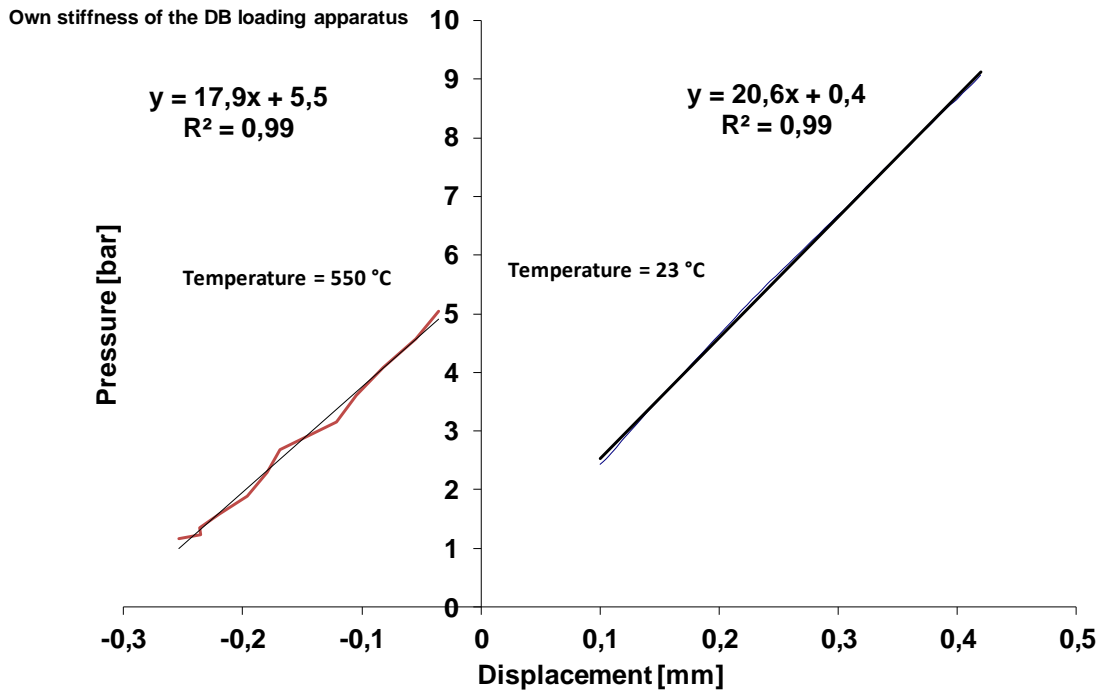 Own stiffness of the DB loading apparatus
y = 17,9x + 5,5
R² = 0,99
y = 20,6x + 0,4
R² = 0,99
Temperature = 550 °C
Temperature = 23 °C
Pressure [bar]
10
9
8
7
6
5
4
3
2
1
0
-0,3 -0,2 -0,1 0 0,1 0,2 0,3 0,4 0,5
Displacement [mm]